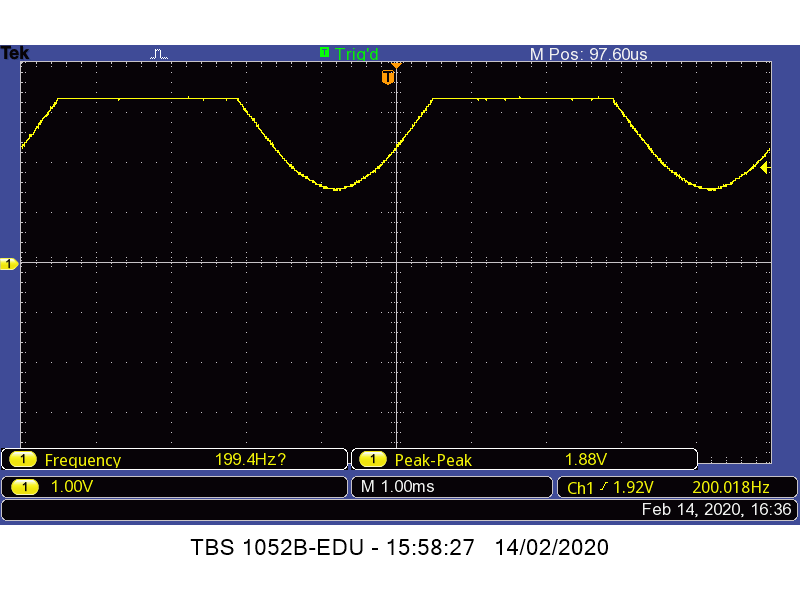 Tek T Trig'd M Pos: 97.60us
T
1
1 Frequency 199.4Hz? 1 Peak-Peak 1.88V
1 1.00V M 1.00ms Ch1 / 1.92V 200.018Hz
Feb 14, 2020, 16:36
TBS 1052B-EDU - 15:58:27 14/02/2020